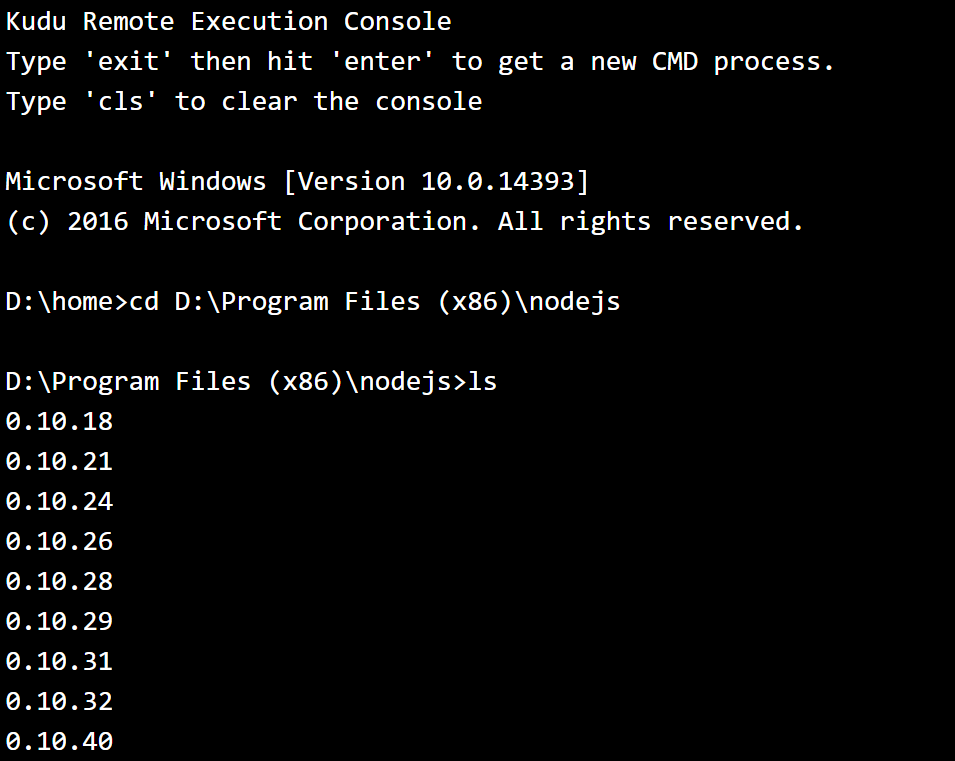 Kudu Remote Execution Console
Type 'exit' then hit 'enter' to get a new CMD process.
Type 'cls' to clear the console
Microsoft Windows [Version 10.0.14393]
(c) 2016 Microsoft Corporation. All rights reserved.
D:\home>cd D:\Program Files (x86)\nodejs
D:\Program Files (x86)\nodejs>ls
0.10.18
0.10.21
0.10.24
0.10.26
0.10.28
0.10.29
0.10.31
0.10.32
0.10.40